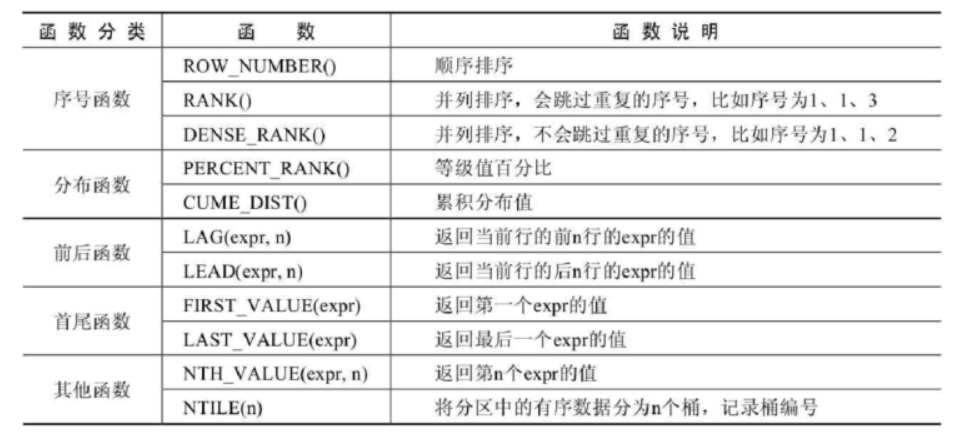 函数分类 函数 函数说明
序号函数 ROW_NUMBER() 顺序排序
RANK() 并列排序，会跳过重复的序号，比如序号为1、1、3
DENSE_RANK() 并列排序，不会跳过重复的序号，比如序号为1、1、2
分布函数 PERCENT_RANK() 等级值百分比
CUME_DIST() 累积分布值
前后函数 LAG(expr, n) 返回当前行的前n行的expr的值
LEAD(expr, n) 返回当前行的后n行的expr的值
首尾函数 FIRST_VALUE(expr) 返回第一个expr的值
LAST_VALUE(expr) 返回最后一个expr的值
其他函数 NTH_VALUE(expr, n) 返回第n个expr的值
NTILE(n) 将分区中的有序数据分为n个桶，记录桶编号